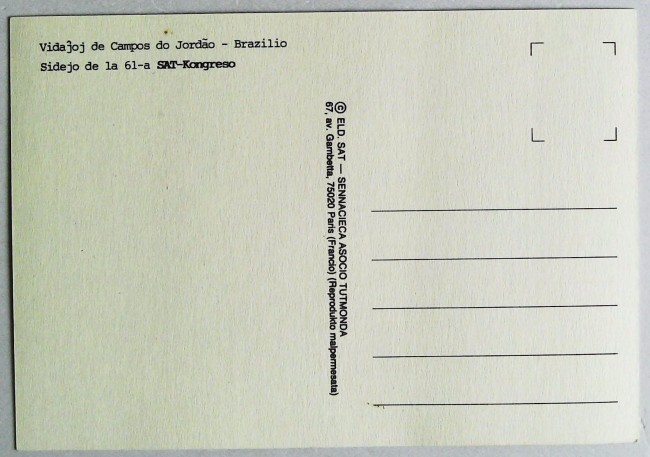 Vidaĵoj de Campos do Jordão - Brazilio
Sidejo de la 61-a SAT-Kongreso
© ELD. SAT — SENNACIECA ASOCIO TUTMONDA
67, av. Gambetta, 75020 Paris (Francio) (Reprodukto malpermesata)